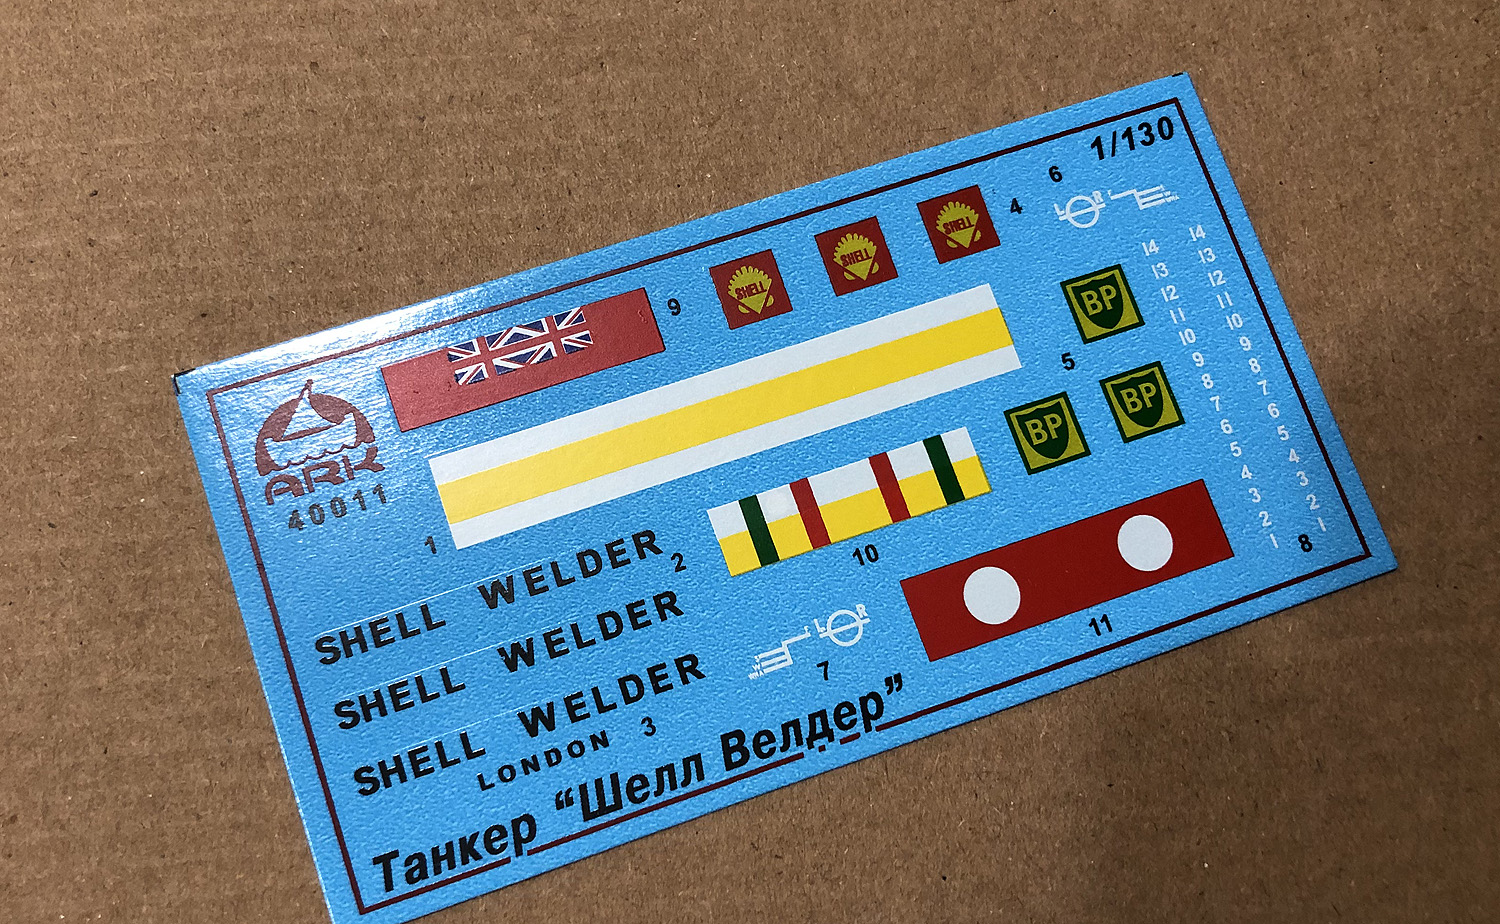 1/130
6
L R
4
SHELL
SHELL
SHELL
9
BP
5
BP
BP
14 14
13 13
12 12
11 11
10 10
9 9
8 8
7 7
6 6
5 5
4 4
3 3
2 2
1 1
8
ARK
40011
1
SHELL WELDER
2
SHELL WELDER
SHELL WELDER
LONDON 3
10
11
L R
7
Танкер “Шелл Велдер”